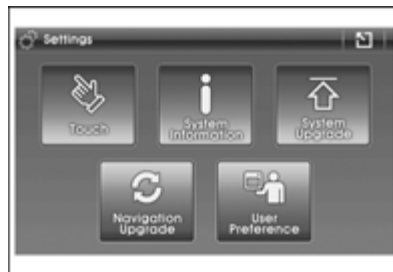 Settings
Touch
System
Information
System
Upgrade
Navigation
Upgrade
User
Preference